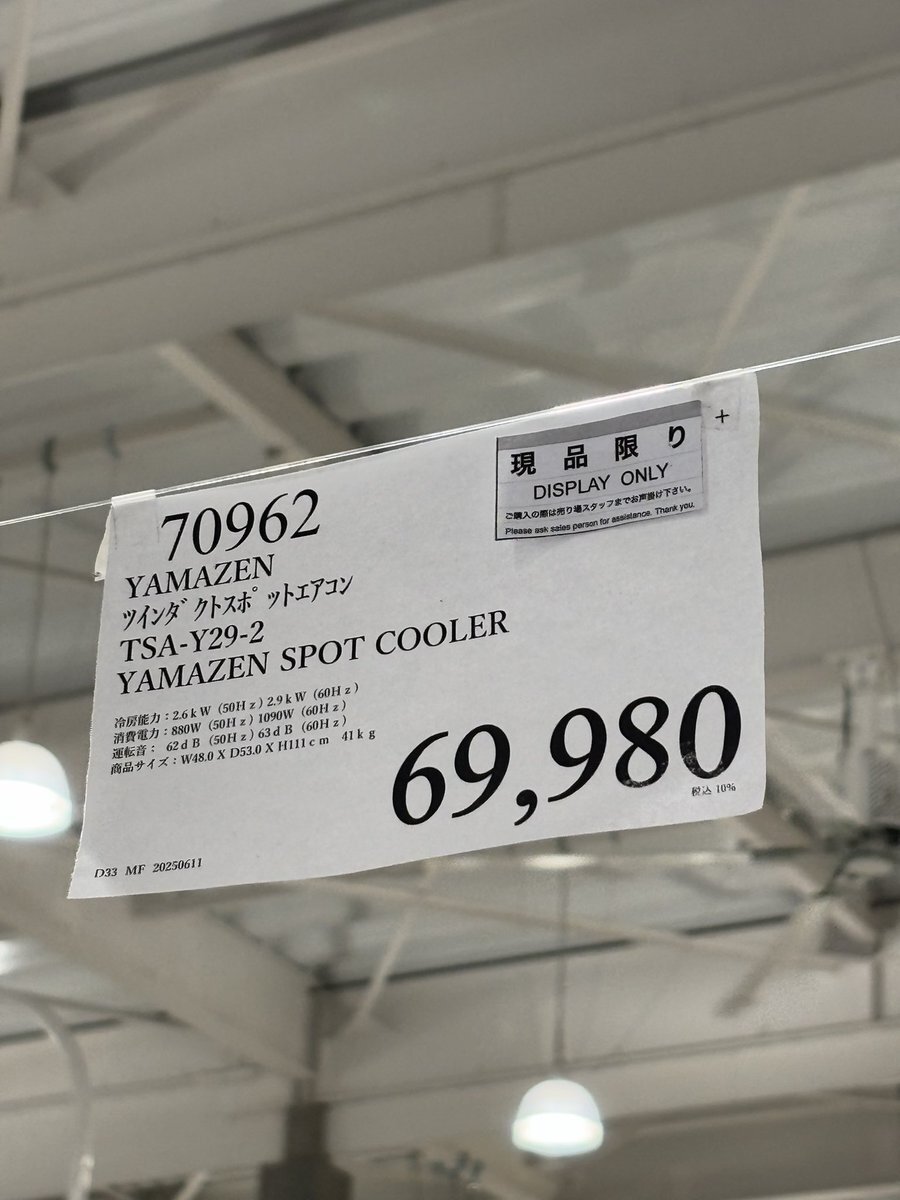 現品限り
DISPLAY ONLY
ご購入の際は売り場スタッフまでお声掛け下さい。
Please ask sales person for assistance. Thank you.
+
70962
YAMAZEN
ツインダクトスポットエアコン
TSA-Y29-2
YAMAZEN SPOT COOLER
冷房能力:2.6kW(50Hz)2.9kW(60Hz)
消費電力:880W(50Hz)1090W(60Hz)
運転音: 62dB(50Hz)63dB(60Hz)
商品サイズ:W48.0 X D53.0 X H111cm 41kg
69,980
税込 10%
D33 MF 20250611